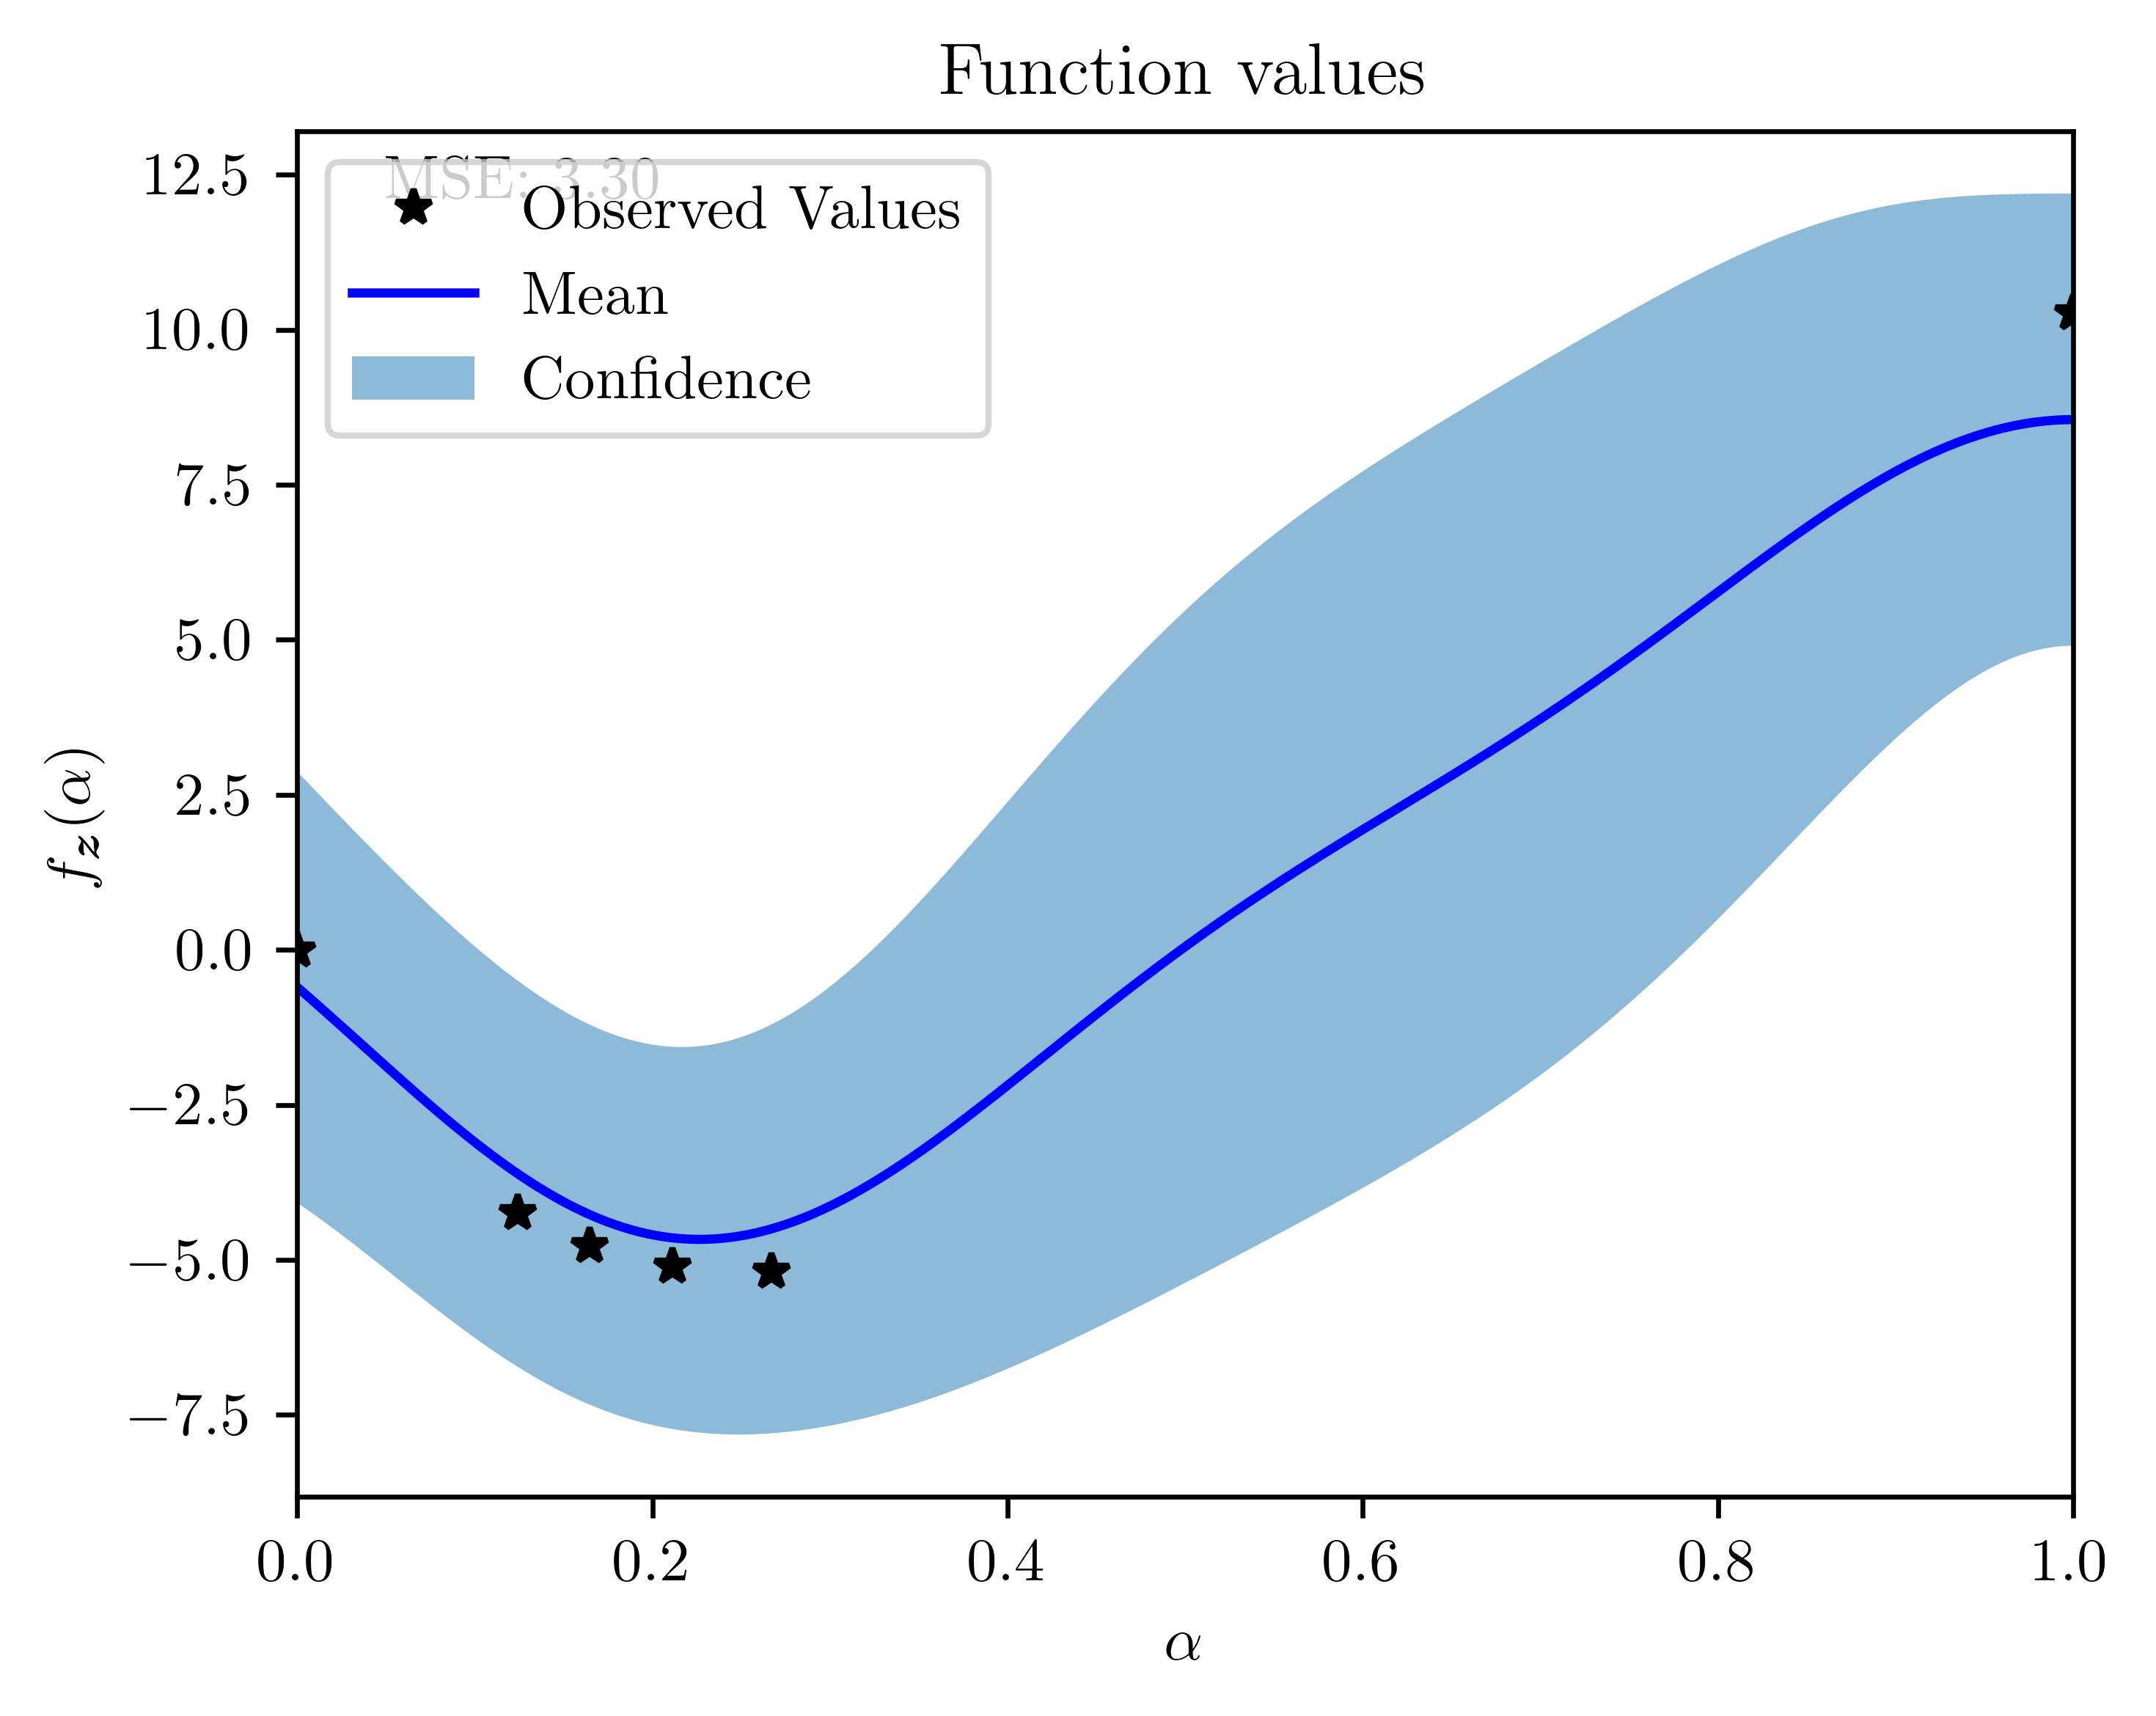 Function values
MSE: 3.30
Observed Values
Mean
Confidence
12.5
10.0
7.5
5.0
2.5
0.0
−2.5
−5.0
−7.5
f_z(α)
0.0 0.2 0.4 0.6 0.8 1.0
α